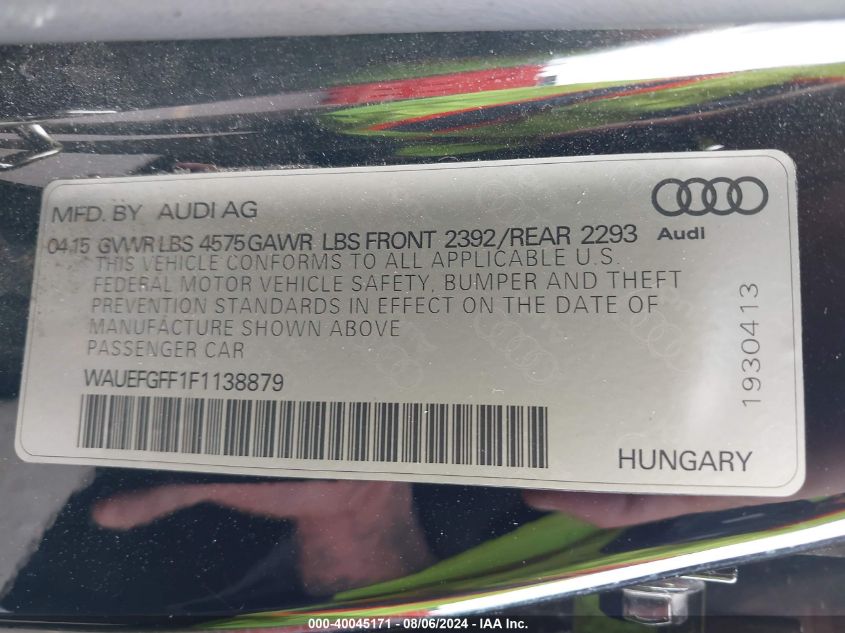 MFD. BY AUDI AG
Audi
04.15 GVWR LBS 4575 GAWR LBS FRONT 2392/REAR 2293
THIS VEHICLE CONFORMS TO ALL APPLICABLE U.S.
FEDERAL MOTOR VEHICLE SAFETY, BUMPER AND THEFT
PREVENTION STANDARDS IN EFFECT ON THE DATE OF
MANUFACTURE SHOWN ABOVE
PASSENGER CAR
WAUEFGFF1F1138879
1930413
HUNGARY
000-40045171 - 08/06/2024 - IAA Inc.